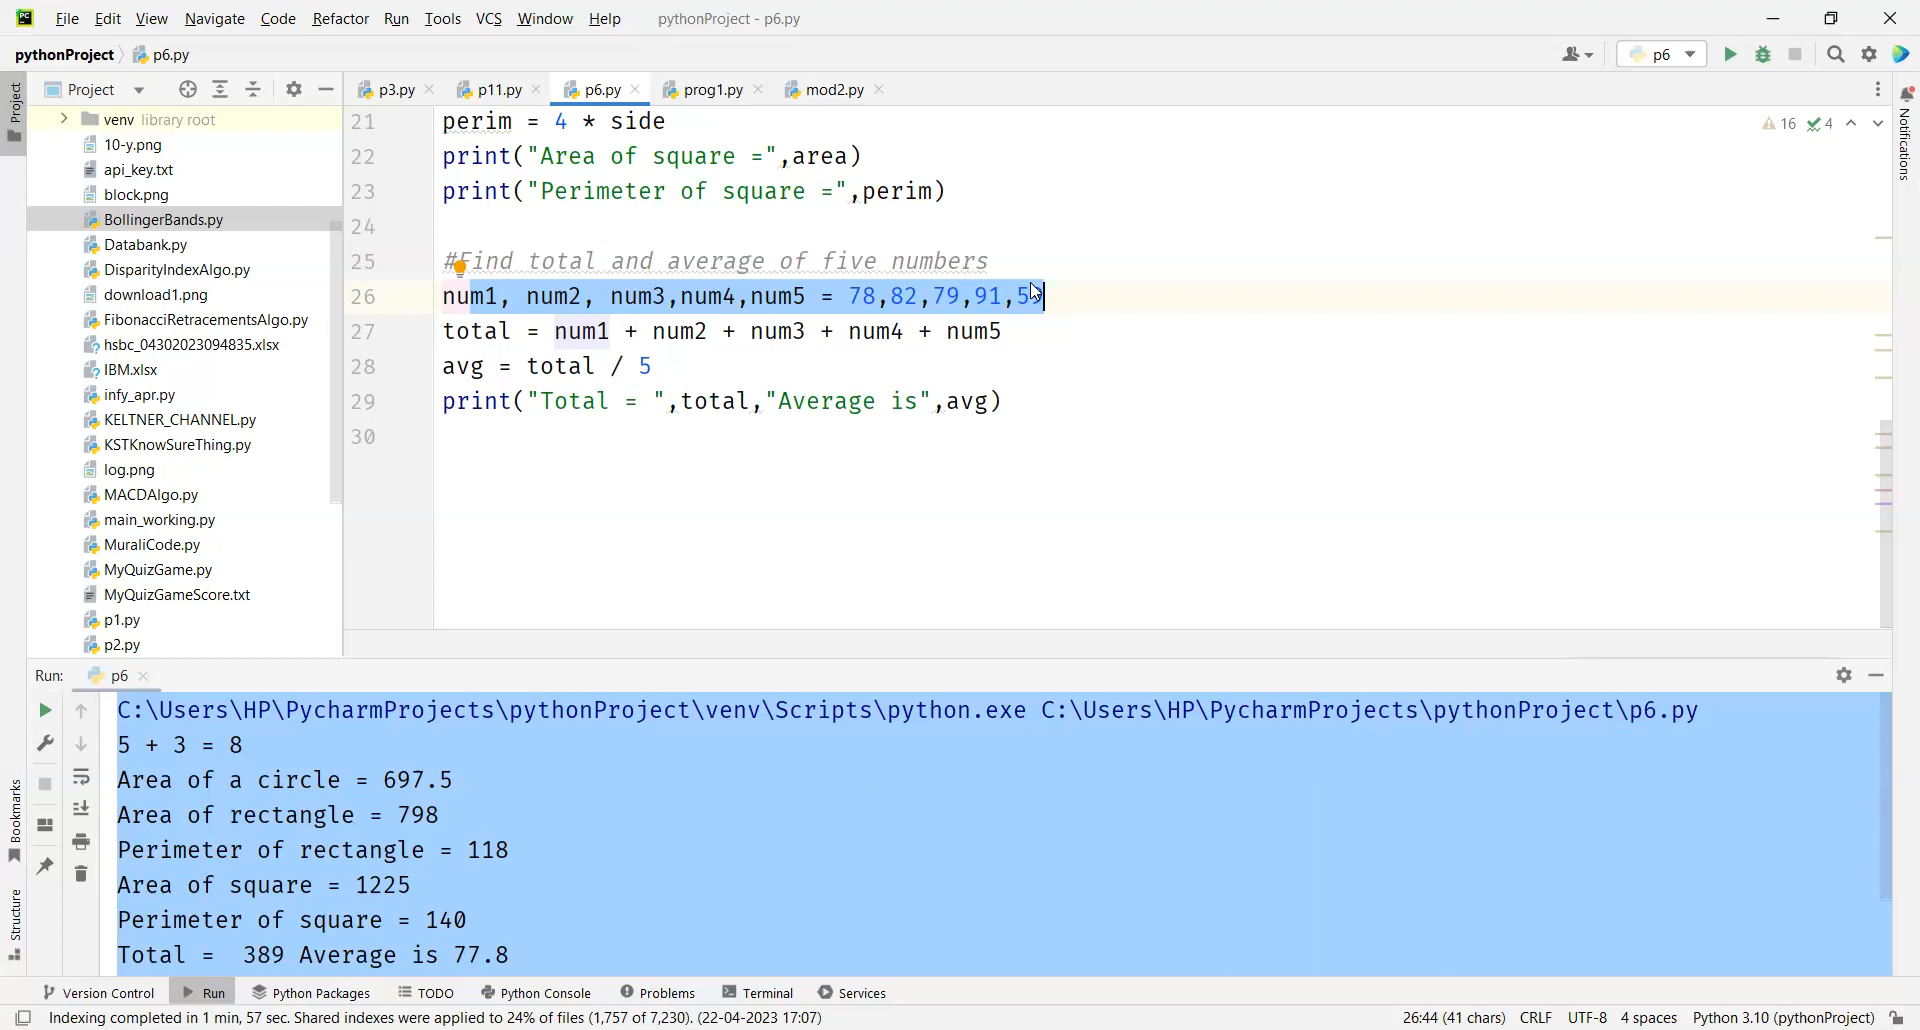 PC File Edit View Navigate Code Refactor Run Tools VCS Window Help pythonProject - p6.py
pythonProject p6.py p6
Project
Project
p3.py p11.py p6.py prog1.py mod2.py
Notifications
venv library root
10-y.png
api_key.txt
block.png
BollingerBands.py
Databank.py
DisparityIndexAlgo.py
download1.png
FibonacciRetracementsAlgo.py
hsbc_04302023094835.xlsx
IBM.xlsx
infy_apr.py
KELTNER_CHANNEL.py
KSTKnowSureThing.py
log.png
MACDAlgo.py
main_working.py
MuraliCode.py
MyQuizGame.py
MyQuizGameScore.txt
p1.py
p2.py
16 4
21 perim = 4 * side
22 print("Area of square =",area)
23 print("Perimeter of square =",perim)
24
25 #Find total and average of five numbers
26 num1, num2, num3,num4,num5 = 78,82,79,91,
27 total = num1 + num2 + num3 + num4 + num5
28 avg = total / 5
29 print("Total = ",total,"Average is",avg)
30
Run: p6
C:\Users\HP\PycharmProjects\pythonProject\venv\Scripts\python.exe C:\Users\HP\PycharmProjects\pythonProject\p6.py
5 + 3 = 8
Area of a circle = 697.5
Area of rectangle = 798
Perimeter of rectangle = 118
Area of square = 1225
Perimeter of square = 140
Total =  389 Average is 77.8
Bookmarks
Structure
Version Control Run Python Packages TODO Python Console Problems Terminal Services
Indexing completed in 1 min, 57 sec. Shared indexes were applied to 24% of files (1,757 of 7,230). (22-04-2023 17:07) 26:44 (41 chars) CRLF UTF-8 4 spaces Python 3.10 (pythonProject)